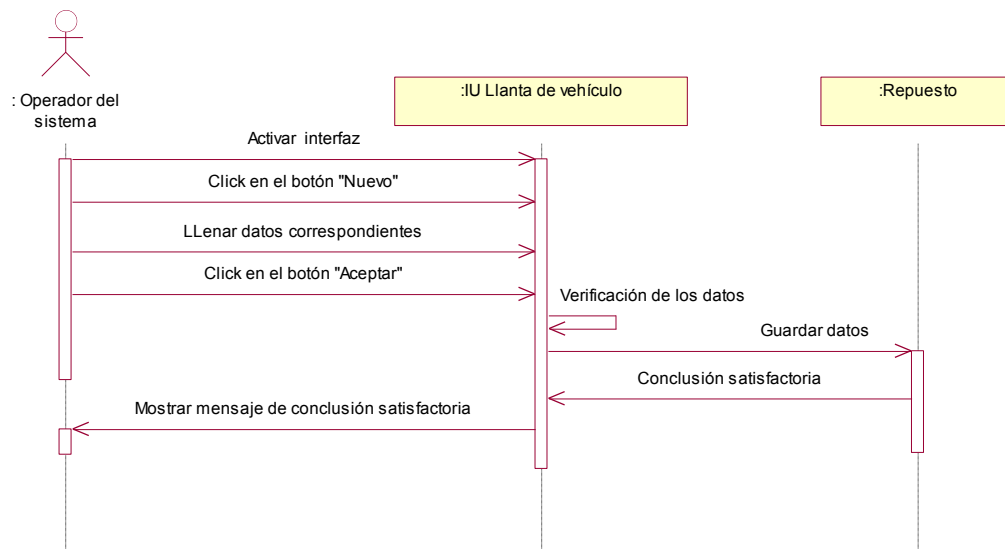 : Operador del
sistema
:IU Llanta de vehículo
:Repuesto
Activar interfaz
Click en el botón "Nuevo"
LLenar datos correspondientes
Click en el botón "Aceptar"
Verificación de los datos
Guardar datos
Conclusión satisfactoria
Mostrar mensaje de conclusión satisfactoria